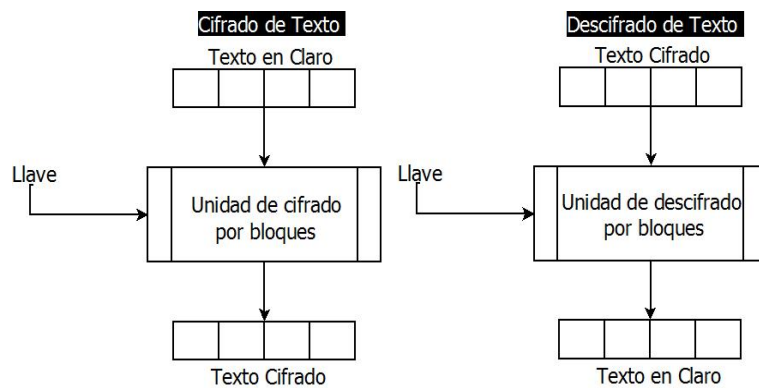 Cifrado de Texto
Texto en Claro
Llave
Unidad de cifrado
por bloques
Texto Cifrado
Descifrado de Texto
Texto Cifrado
Llave
Unidad de descifrado
por bloques
Texto en Claro